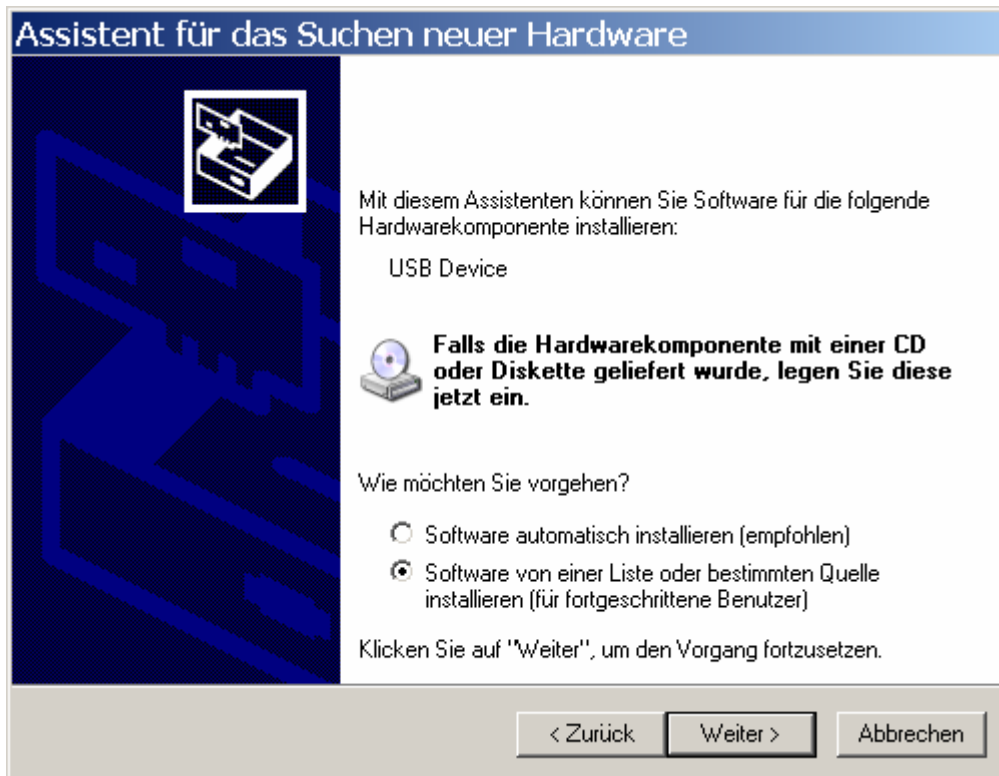 Assistent für das Suchen neuer Hardware
Mit diesem Assistenten können Sie Software für die folgende
Hardwarekomponente installieren:
USB Device
Falls die Hardwarekomponente mit einer CD
oder Diskette geliefert wurde, legen Sie diese
jetzt ein.
Wie möchten Sie vorgehen?
Software automatisch installieren (empfohlen)
Software von einer Liste oder bestimmten Quelle
installieren (für fortgeschrittene Benutzer)
Klicken Sie auf "Weiter", um den Vorgang fortzusetzen.
< Zurück Weiter > Abbrechen